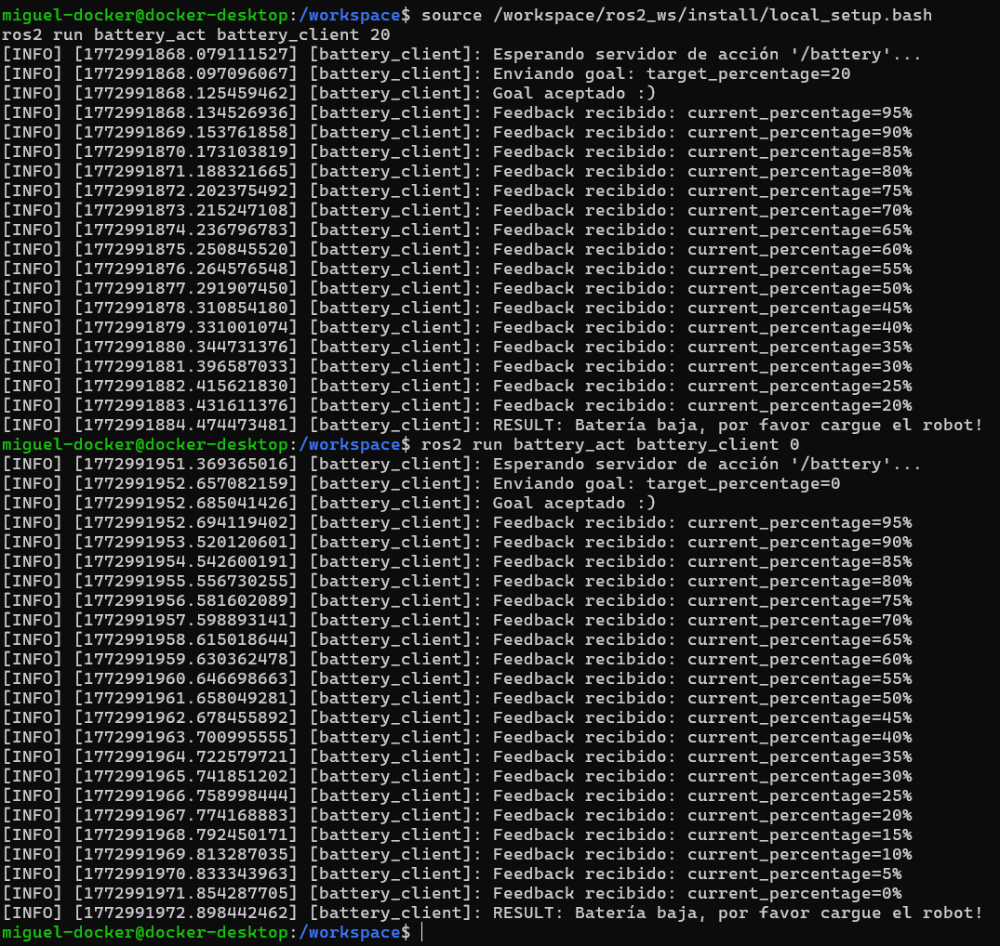 miguel-docker@docker-desktop:/workspace$ source /workspace/ros2_ws/install/local_setup.bash
ros2 run battery_act battery_client 20
[INFO] [1772991868.079111527] [battery_client]: Esperando servidor de acción '/battery'...
[INFO] [1772991868.097096067] [battery_client]: Enviando goal: target_percentage=20
[INFO] [1772991868.125459462] [battery_client]: Goal aceptado :)
[INFO] [1772991868.134526936] [battery_client]: Feedback recibido: current_percentage=95%
[INFO] [1772991869.153761858] [battery_client]: Feedback recibido: current_percentage=90%
[INFO] [1772991870.173103819] [battery_client]: Feedback recibido: current_percentage=85%
[INFO] [1772991871.188321665] [battery_client]: Feedback recibido: current_percentage=80%
[INFO] [1772991872.202375492] [battery_client]: Feedback recibido: current_percentage=75%
[INFO] [1772991873.215247108] [battery_client]: Feedback recibido: current_percentage=70%
[INFO] [1772991874.236796783] [battery_client]: Feedback recibido: current_percentage=65%
[INFO] [1772991875.250845520] [battery_client]: Feedback recibido: current_percentage=60%
[INFO] [1772991876.264576548] [battery_client]: Feedback recibido: current_percentage=55%
[INFO] [1772991877.291907450] [battery_client]: Feedback recibido: current_percentage=50%
[INFO] [1772991878.310854180] [battery_client]: Feedback recibido: current_percentage=45%
[INFO] [1772991879.331001074] [battery_client]: Feedback recibido: current_percentage=40%
[INFO] [1772991880.344731376] [battery_client]: Feedback recibido: current_percentage=35%
[INFO] [1772991881.396587033] [battery_client]: Feedback recibido: current_percentage=30%
[INFO] [1772991882.415621830] [battery_client]: Feedback recibido: current_percentage=25%
[INFO] [1772991883.431611376] [battery_client]: Feedback recibido: current_percentage=20%
[INFO] [1772991884.474473481] [battery_client]: RESULT: Batería baja, por favor cargue el robot!
miguel-docker@docker-desktop:/workspace$ ros2 run battery_act battery_client 0
[INFO] [1772991951.369365016] [battery_client]: Esperando servidor de acción '/battery'...
[INFO] [1772991952.657082159] [battery_client]: Enviando goal: target_percentage=0
[INFO] [1772991952.685041426] [battery_client]: Goal aceptado :)
[INFO] [1772991952.694119402] [battery_client]: Feedback recibido: current_percentage=95%
[INFO] [1772991953.520120601] [battery_client]: Feedback recibido: current_percentage=90%
[INFO] [1772991954.542600191] [battery_client]: Feedback recibido: current_percentage=85%
[INFO] [1772991955.556730255] [battery_client]: Feedback recibido: current_percentage=80%
[INFO] [1772991956.581602089] [battery_client]: Feedback recibido: current_percentage=75%
[INFO] [1772991957.598893141] [battery_client]: Feedback recibido: current_percentage=70%
[INFO] [1772991958.615018644] [battery_client]: Feedback recibido: current_percentage=65%
[INFO] [1772991959.630362478] [battery_client]: Feedback recibido: current_percentage=60%
[INFO] [1772991960.646698663] [battery_client]: Feedback recibido: current_percentage=55%
[INFO] [1772991961.658049281] [battery_client]: Feedback recibido: current_percentage=50%
[INFO] [1772991962.678455892] [battery_client]: Feedback recibido: current_percentage=45%
[INFO] [1772991963.700995555] [battery_client]: Feedback recibido: current_percentage=40%
[INFO] [1772991964.722579721] [battery_client]: Feedback recibido: current_percentage=35%
[INFO] [1772991965.741851202] [battery_client]: Feedback recibido: current_percentage=30%
[INFO] [1772991966.758998444] [battery_client]: Feedback recibido: current_percentage=25%
[INFO] [1772991967.774168883] [battery_client]: Feedback recibido: current_percentage=20%
[INFO] [1772991968.792450171] [battery_client]: Feedback recibido: current_percentage=15%
[INFO] [1772991969.813287035] [battery_client]: Feedback recibido: current_percentage=10%
[INFO] [1772991970.833343963] [battery_client]: Feedback recibido: current_percentage=5%
[INFO] [1772991971.854287705] [battery_client]: Feedback recibido: current_percentage=0%
[INFO] [1772991972.898442462] [battery_client]: RESULT: Batería baja, por favor cargue el robot!
miguel-docker@docker-desktop:/workspace$